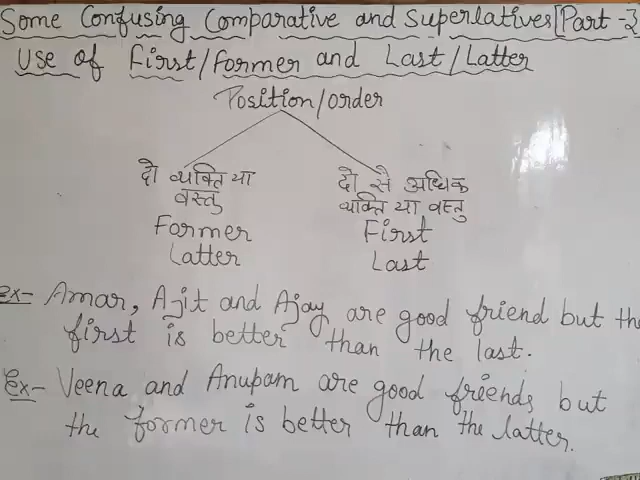 Some Confusing Comparative and Superlatives [Part-2
Use of First/Former and Last/Latter
Position/order
दो व्यक्ति या
वस्तु
Former
Latter
दो से अधिक
व्यक्ति या वस्तु
First
Last
Ex- Amar, Ajit and Ajay are good friend but the
first is better than the last.
Ex- Veena and Anupam are good friends but
the former is better than the latter.